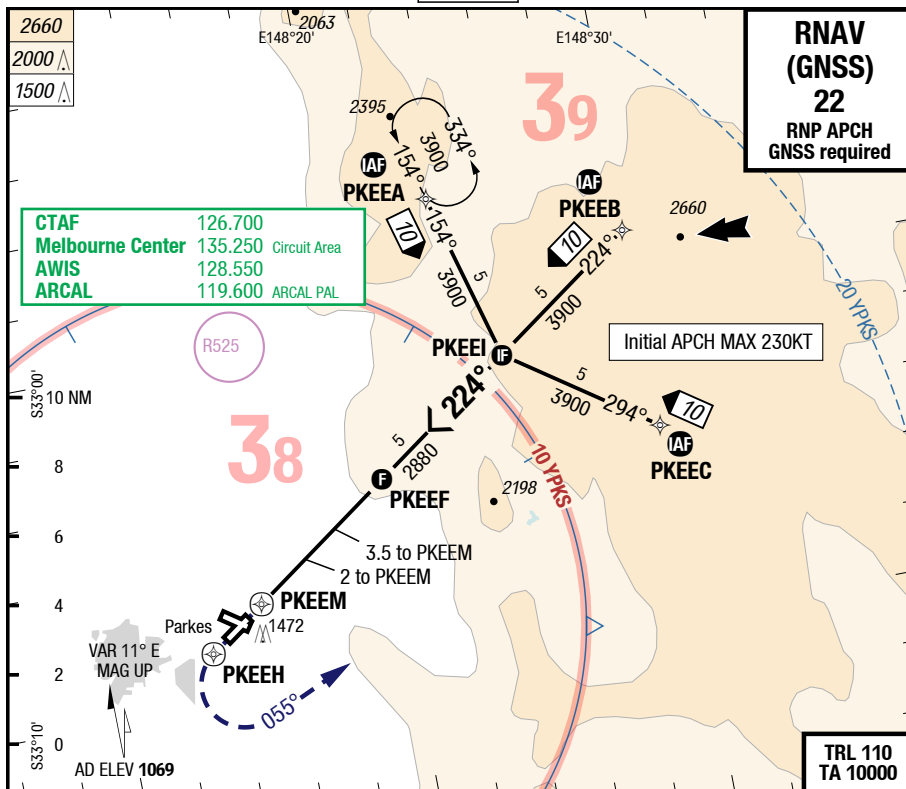 2660
2000
1500
2063
E148°20'
E148°30'
RNAV
(GNSS)
22
RNP APCH
GNSS required
2395
334°
3900
154°
39
IAF
PKEEA
IAF
PKEEB
2660
CTAF 126.700
Melbourne Center 135.250 Circuit Area
AWIS 128.550
ARCAL 119.600 ARCAL PAL
10
154°
5
3900
10
224°
5
3900
20 YPKS
R525
PKEEI
IF
Initial APCH MAX 230KT
S33°00'
10 NM
224°
5
3900
294°
10
IAF
PKEEC
38
5
2880
8
F
PKEEF
10 YPKS
2198
6
3.5 to PKEEM
2 to PKEEM
4
PKEEM
Parkes
1472
VAR 11° E
MAG UP
2
PKEEH
055°
S33°10'
0
AD ELEV 1069
TRL 110
TA 10000